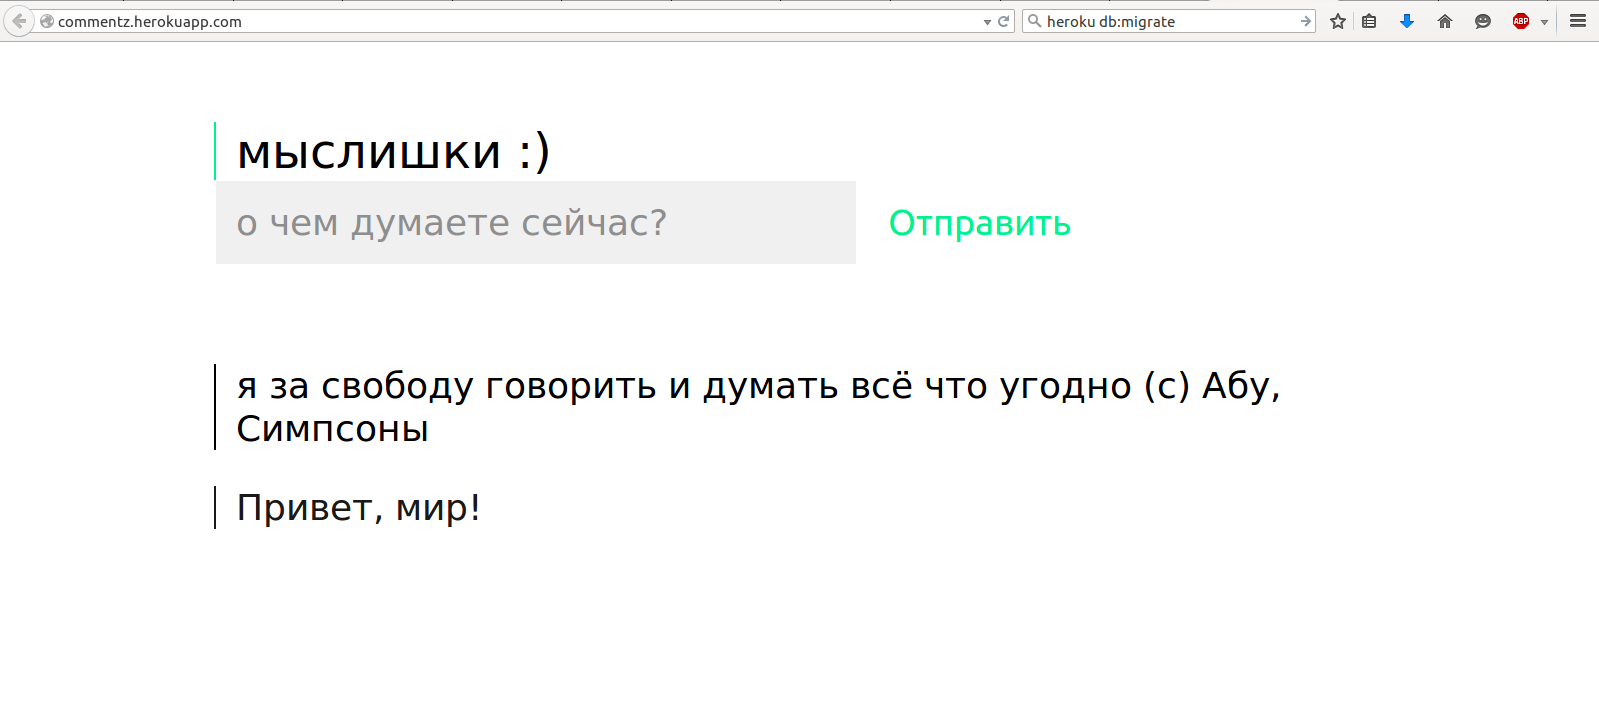 commentz.herokuapp.com
heroku db:migrate
ABP
мыслишки :)
о чем думаете сейчас?
Отправить
я за свободу говорить и думать всё что угодно (с) Абу,
Симпсоны
Привет, мир!